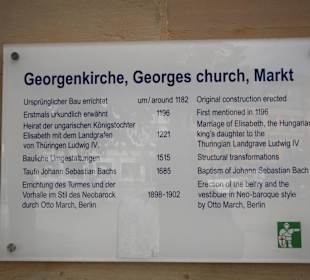 Georgenkirche, Georges church, Markt
Ursprünglicher Bau errichtet um/around 1182 Original construction erected
Erstmals urkundlich erwähnt 1196 First mentioned in 1196
Heirat der ungarischen Königstochter Marriage of Elisabeth, the Hungarian
Elisabeth mit dem Landgrafen 1221 king's daughter to the
von Thüringen Ludwig IV. Thuringian Landgrave Ludwig IV.
Bauliche Umgestaltungen 1515 Structural transformations
Taufe Johann Sebastian Bachs 1685 Baptism of Johann Sebastian Bach
Errichtung des Turmes und der Erection of the belfry and the
Vorhalle im Stil des Neobarock 1898-1902 vestibule in Neo-baroque style
durch Otto March, Berlin by Otto March, Berlin